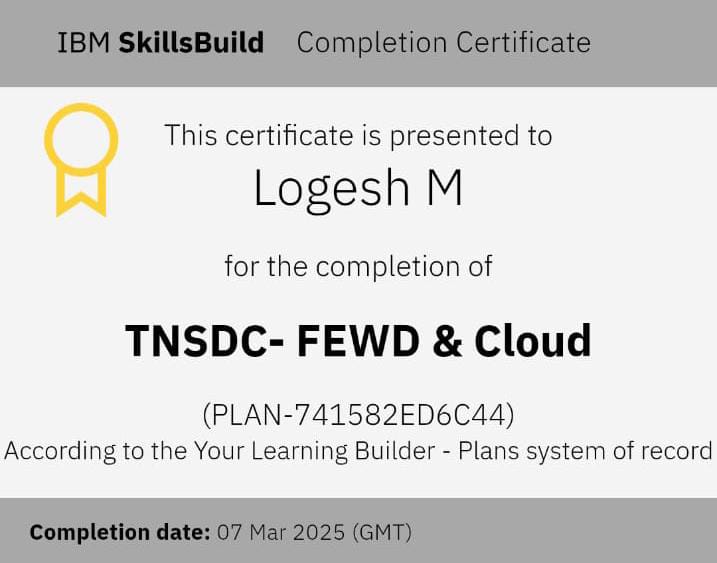 IBM SkillsBuild Completion Certificate
This certificate is presented to
Logesh M
for the completion of
TNSDC- FEWD & Cloud
(PLAN-741582ED6C44)
According to the Your Learning Builder - Plans system of record
Completion date: 07 Mar 2025 (GMT)